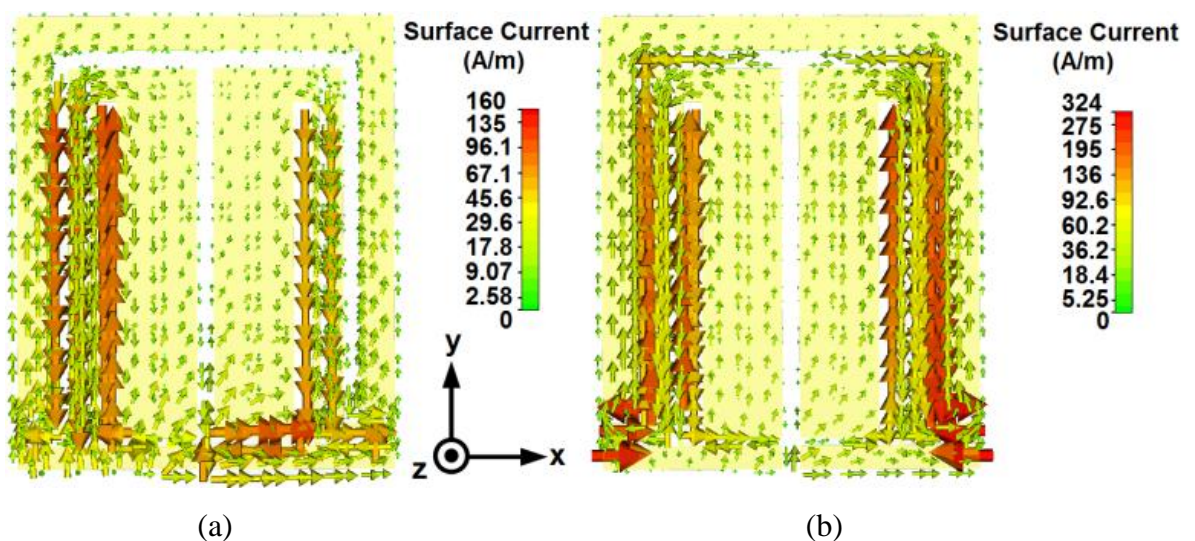 Surface Current
(A/m)
160
135
96.1
67.1
45.6
29.6
17.8
9.07
2.58
0
y
z
x
Surface Current
(A/m)
324
275
195
136
92.6
60.2
36.2
18.4
5.25
0
(a)
(b)